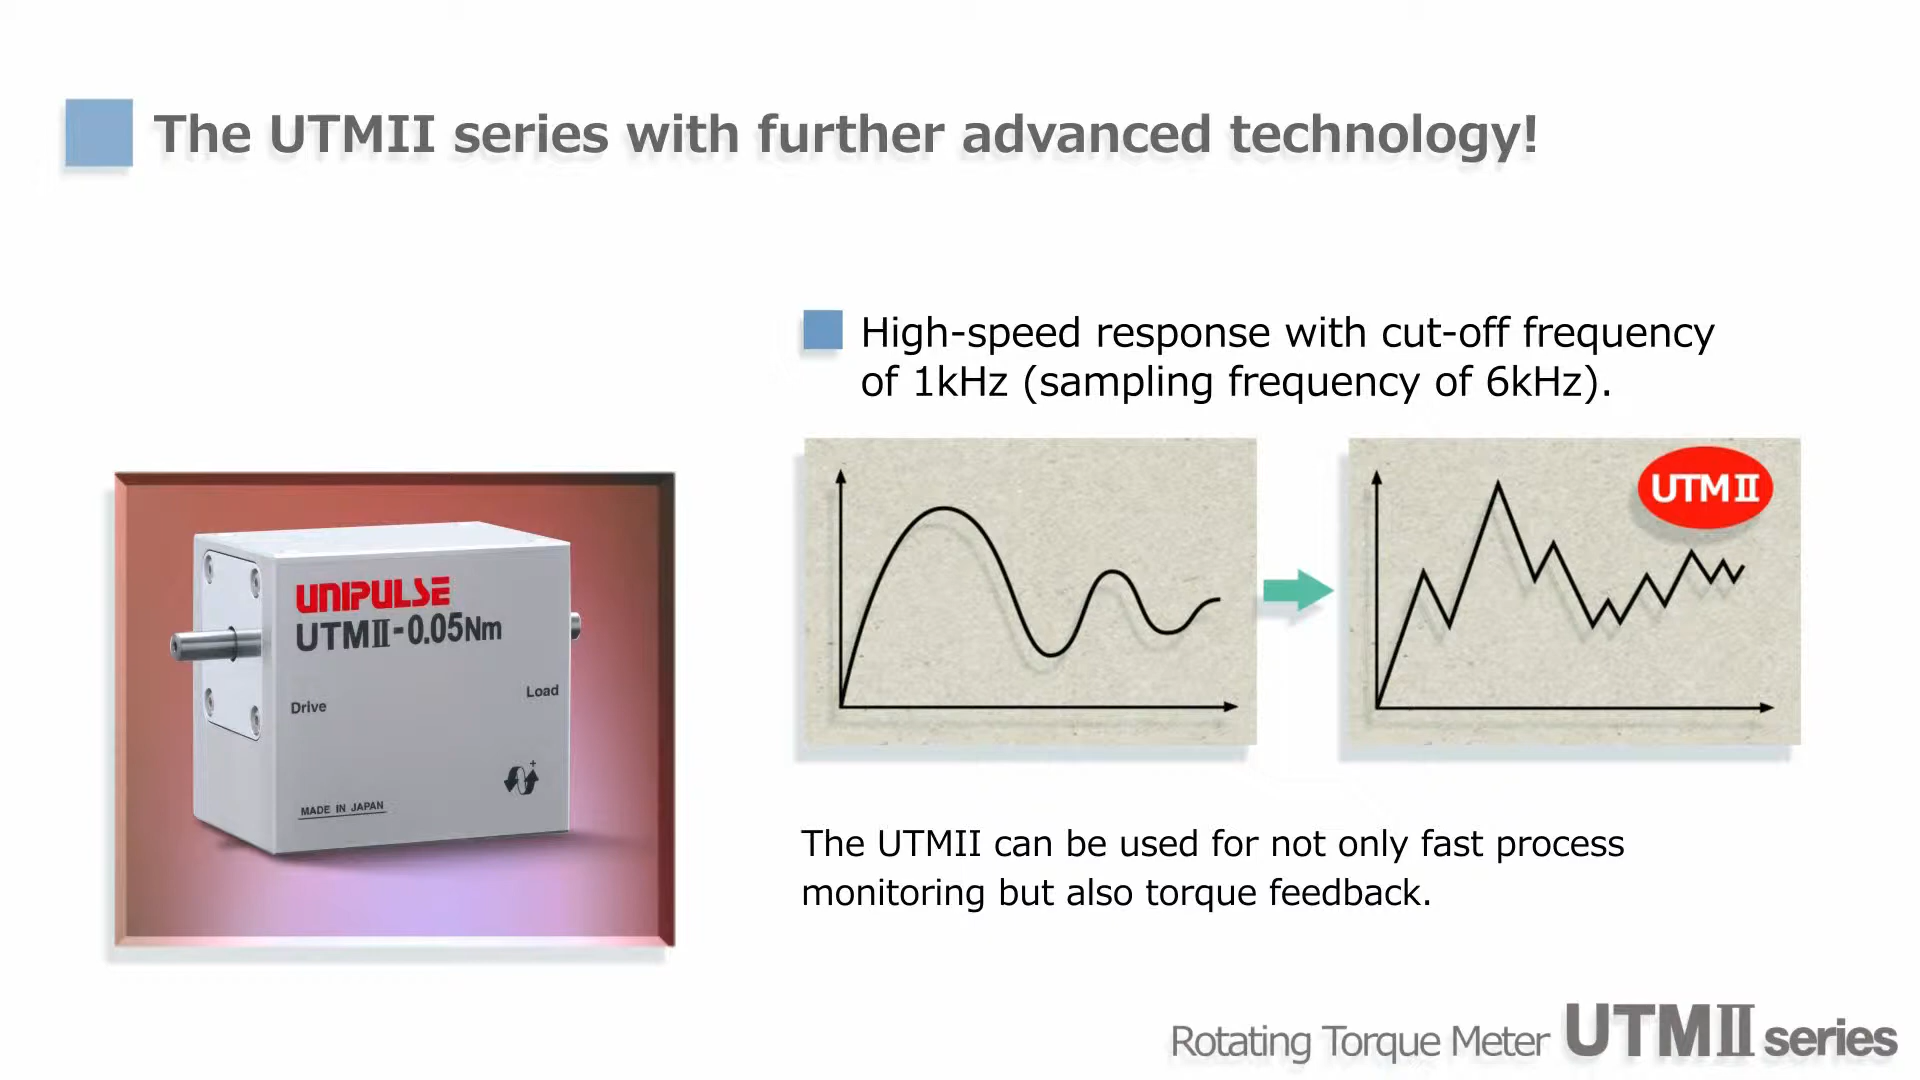 The UTMII series with further advanced technology!
High-speed response with cut-off frequency
of 1kHz (sampling frequency of 6kHz).
UTMⅡ
UNIPULSE
UTMⅡ-0.05Nm
Drive
Load
+
MADE IN JAPAN
The UTMII can be used for not only fast process
monitoring but also torque feedback.
Rotating Torque Meter UTMⅡ series